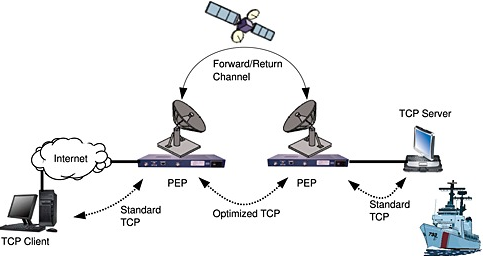 Forward/Return
Channel
TCP Server
Internet
PEP
PEP
Standard
TCP
Optimized TCP
Standard
TCP
TCP Client